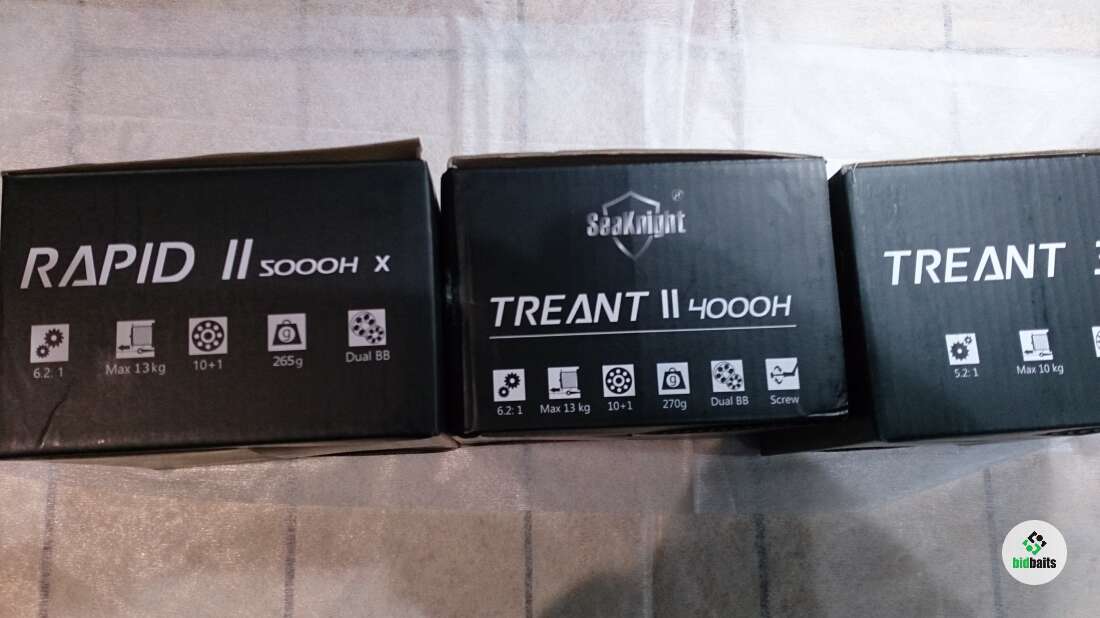 RAPID II 5000H X
6.2: 1
Max 13 kg
10+1
265g
Dual BB
SeaKnight
TREANT II 4000H
6.2: 1
Max 13 kg
10+1
270g
Dual BB
Screw
TREANT
5.2: 1
Max 10 kg
bidbaits